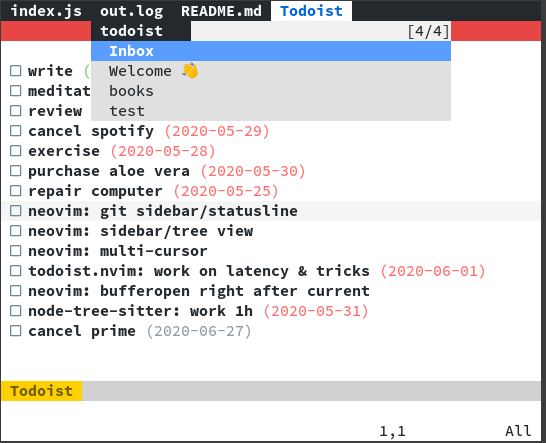 index.js out.log README.md Todoist
todoist [4/4]
Inbox
write ( Welcome 👋
meditat books
review test
cancel spotify (2020-05-29)
exercise (2020-05-28)
purchase aloe vera (2020-05-30)
repair computer (2020-05-25)
neovim: git sidebar/statusline
neovim: sidebar/tree view
neovim: multi-cursor
todoist.nvim: work on latency & tricks (2020-06-01)
neovim: bufferopen right after current
node-tree-sitter: work 1h (2020-05-31)
cancel prime (2020-06-27)
Todoist
1,1 All